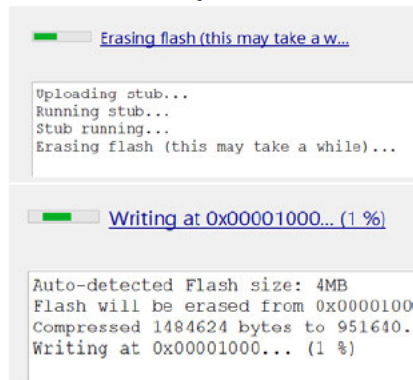 Erasing flash (this may take a w...
Uploading stub...
Running stub...
Stub running...
Erasing flash (this may take a while)...
Writing at 0x00001000... (1 %)
Auto-detected Flash size: 4MB
Flash will be erased from 0x0000100
Compressed 1484624 bytes to 951640.
Writing at 0x00001000... (1 %)